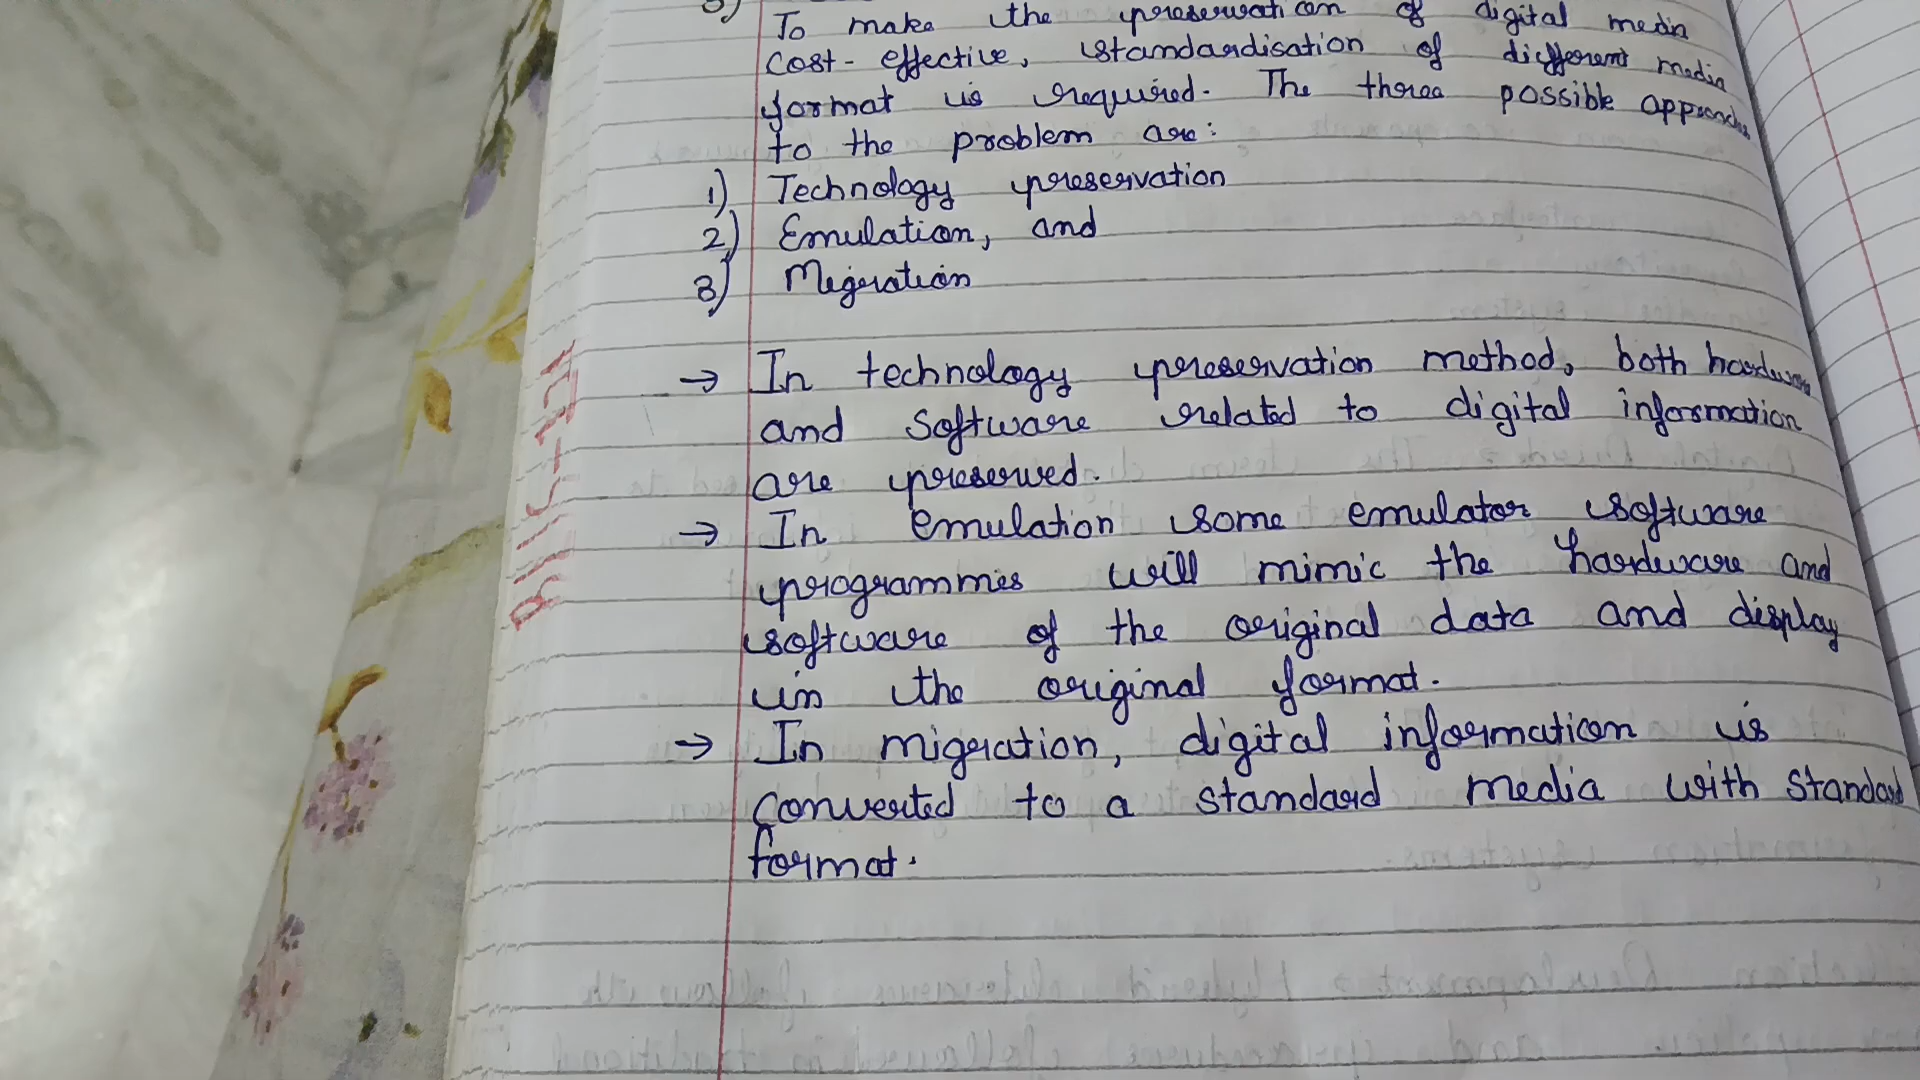 To make the preservation of digital media
cost-effective, standardisation of different media
format is required. The three possible approaches
to the problem are:
1) Technology preservation
2) Emulation, and
3) Migration
→ In technology preservation method, both hardware
and software related to digital information
are preserved.
→ In emulation some emulator software
programmes will mimic the hardware and
software of the original data and display
in the original format.
→ In migration, digital information is
converted to a standard media with standard
format.